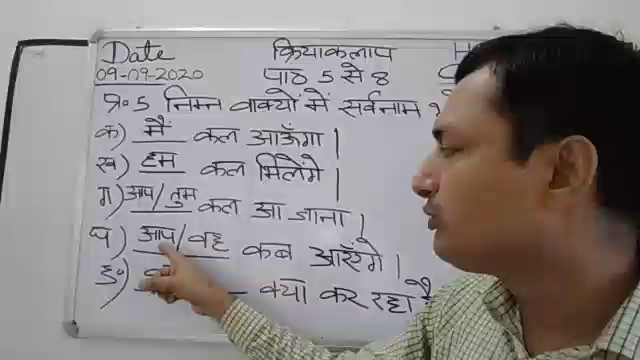 Date क्रियाकलाप H
09-09-2020 पाठ 5 से 8
प्र॰5 निम्न वाक्यों में सर्वनाम
क) मैं कल आऊँगा |
ख) हम कल मिलेंगे |
ग) आप/तुम कल आ जाना |
घ) आप/वह कब आएंगे |
ङ) क्या कर रहा है